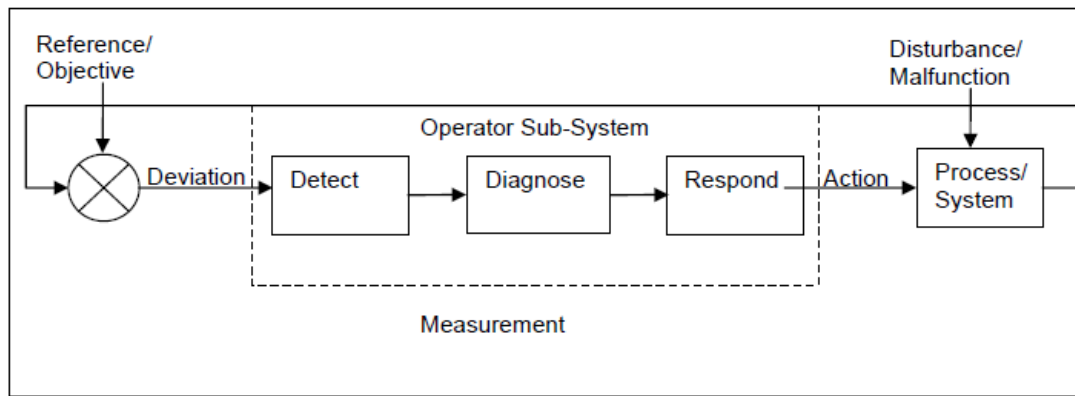 Reference/
Objective
Disturbance/
Malfunction
Operator Sub-System
Deviation
Detect
Diagnose
Respond
Action
Process/
System
Measurement